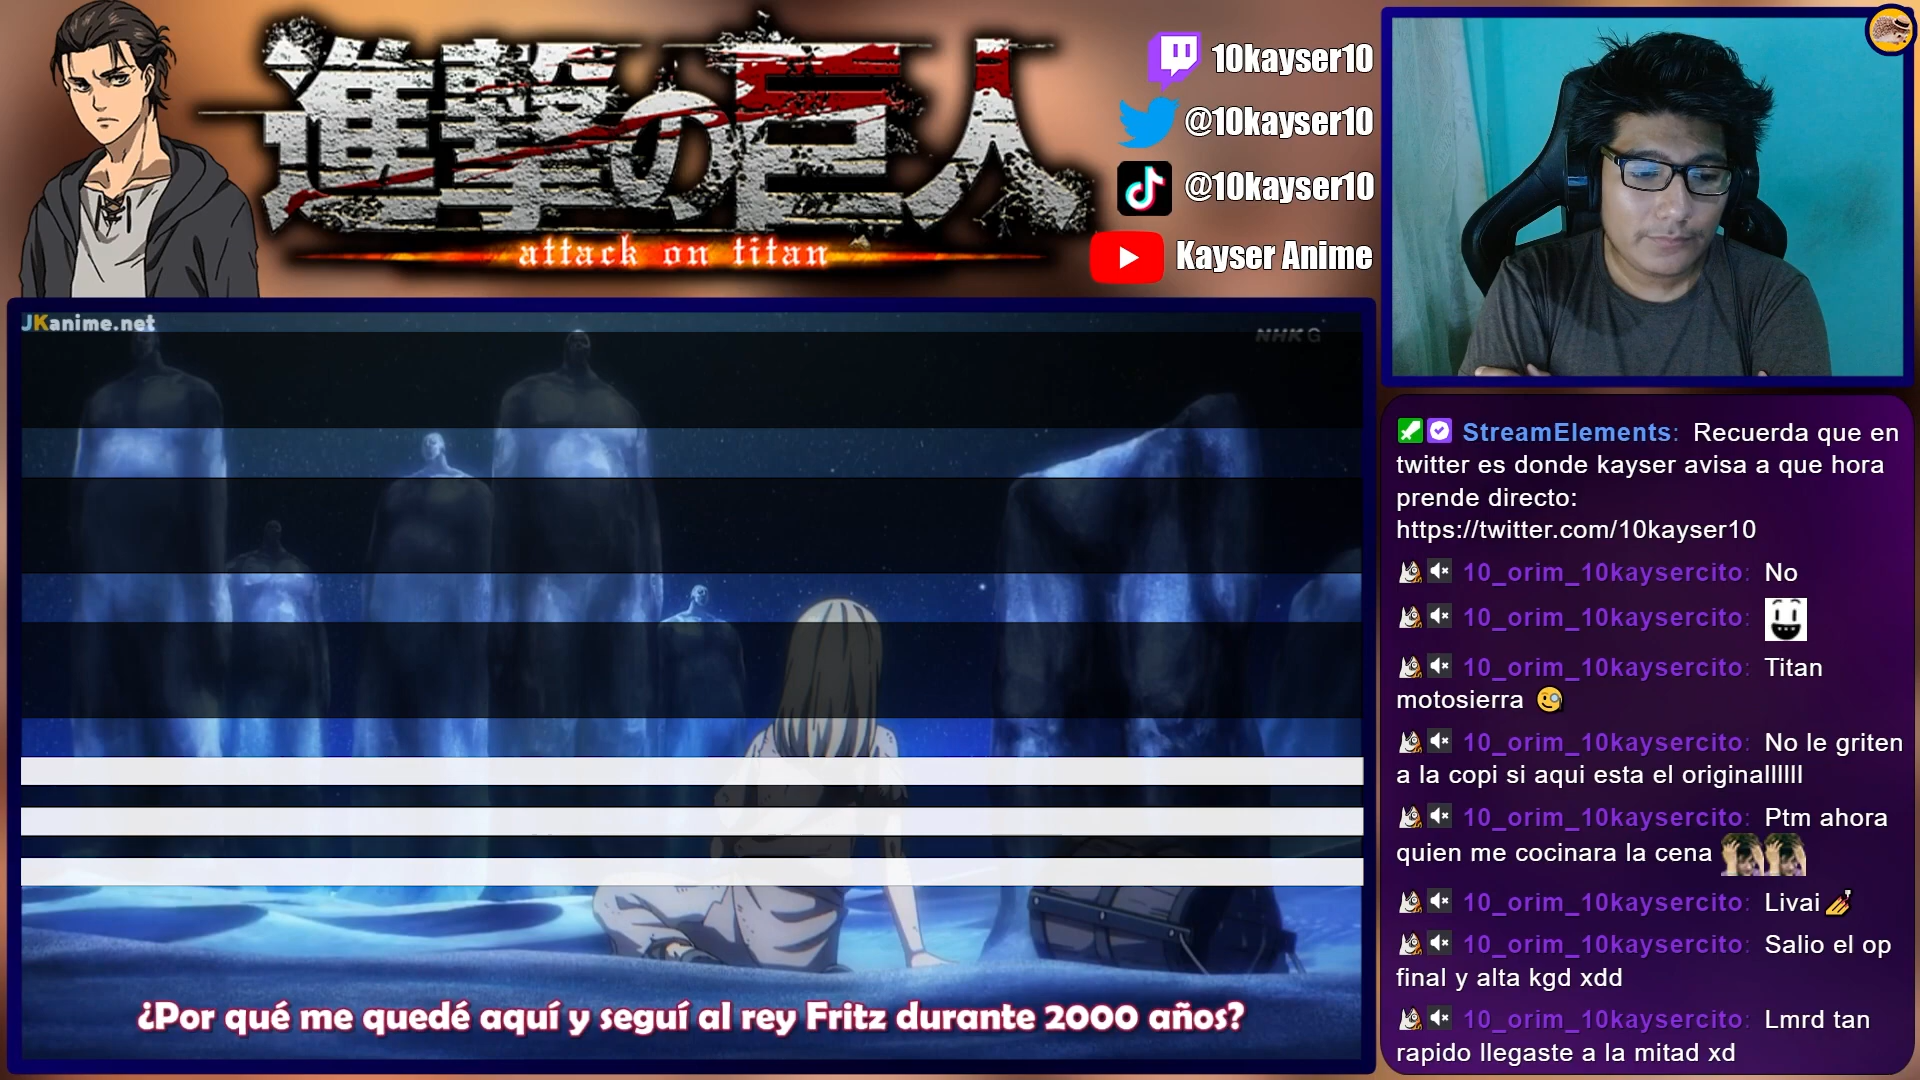 進撃の巨人
attack on titan
10kayser10
@10kayser10
@10kayser10
Kayser Anime
JKanime.net
NHK G
¿Por qué me quedé aquí y seguí al rey Fritz durante 2000 años?
StreamElements: Recuerda que en
twitter es donde kayser avisa a que hora
prende directo:
https://twitter.com/10kayser10
10_orim_10kaysercito: No
10_orim_10kaysercito:
10_orim_10kaysercito: Titan
motosierra 🧐
10_orim_10kaysercito: No le griten
a la copi si aqui esta el originallllll
10_orim_10kaysercito: Ptm ahora
quien me cocinara la cena
10_orim_10kaysercito: Livai💅
10_orim_10kaysercito: Salio el op
final y alta kgd xdd
10_orim_10kaysercito: Lmrd tan
rapido llegaste a la mitad xd